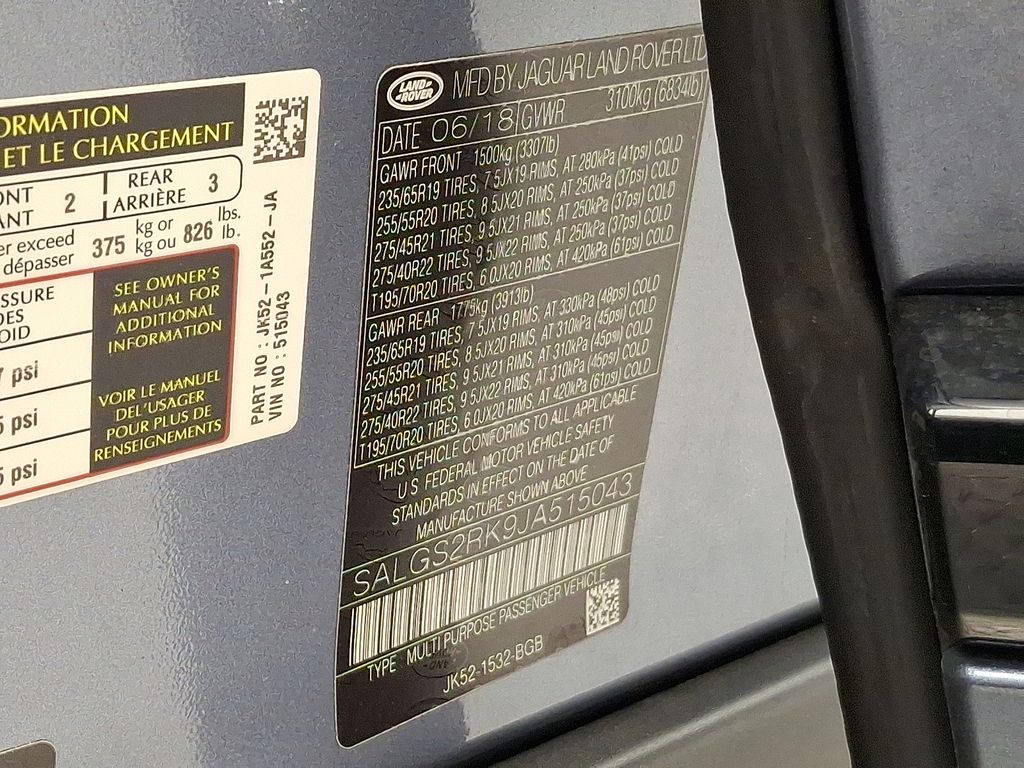 ORMATION
ET LE CHARGEMENT
ONT
ANT
2
REAR
ARRIÈRE
3
er exceed
dépasser
375
kg or
kg ou
826
lbs.
lb.
SSURE
DES
OID
7 psi
5 psi
5 psi
SEE OWNER'S
MANUAL FOR
ADDITIONAL
INFORMATION
VOIR LE MANUEL
DEL'USAGER
POUR PLUS DE
RENSEIGNEMENTS
PART NO : JK52-1A552-JA
VIN NO : 515043
LAND ROVER
MFD BY JAGUAR LAND ROVER LTD
DATE 06/18 GVWR 3100kg (6834lb)
GAWR FRONT 1500kg (3307lb)
235/65R19 TIRES, 7.5JX19 RIMS, AT 280kPa (41psi) COLD
255/55R20 TIRES, 8.5JX20 RIMS, AT 250kPa (37psi) COLD
275/45R21 TIRES, 9.5JX21 RIMS, AT 250kPa (37psi) COLD
275/40R22 TIRES, 9.5JX22 RIMS, AT 250kPa (37psi) COLD
T195/70R20 TIRES, 6.0JX20 RIMS, AT 420kPa (61psi) COLD
GAWR REAR 1775kg (3913lb)
235/65R19 TIRES, 7.5JX19 RIMS, AT 330kPa (48psi) COLD
255/55R20 TIRES, 8.5JX20 RIMS, AT 310kPa (45psi) COLD
275/45R21 TIRES, 9.5JX21 RIMS, AT 310kPa (45psi) COLD
275/40R22 TIRES, 9.5JX22 RIMS, AT 310kPa (45psi) COLD
T195/70R20 TIRES, 6.0JX20 RIMS, AT 420kPa (61psi) COLD
THIS VEHICLE CONFORMS TO ALL APPLICABLE
U S FEDERAL MOTOR VEHICLE SAFETY
STANDARDS IN EFFECT ON THE DATE OF
MANUFACTURE SHOWN ABOVE
SALGS2RK9JA515043
TYPE MULTI PURPOSE PASSENGER VEHICLE
JK52-1532-BGB